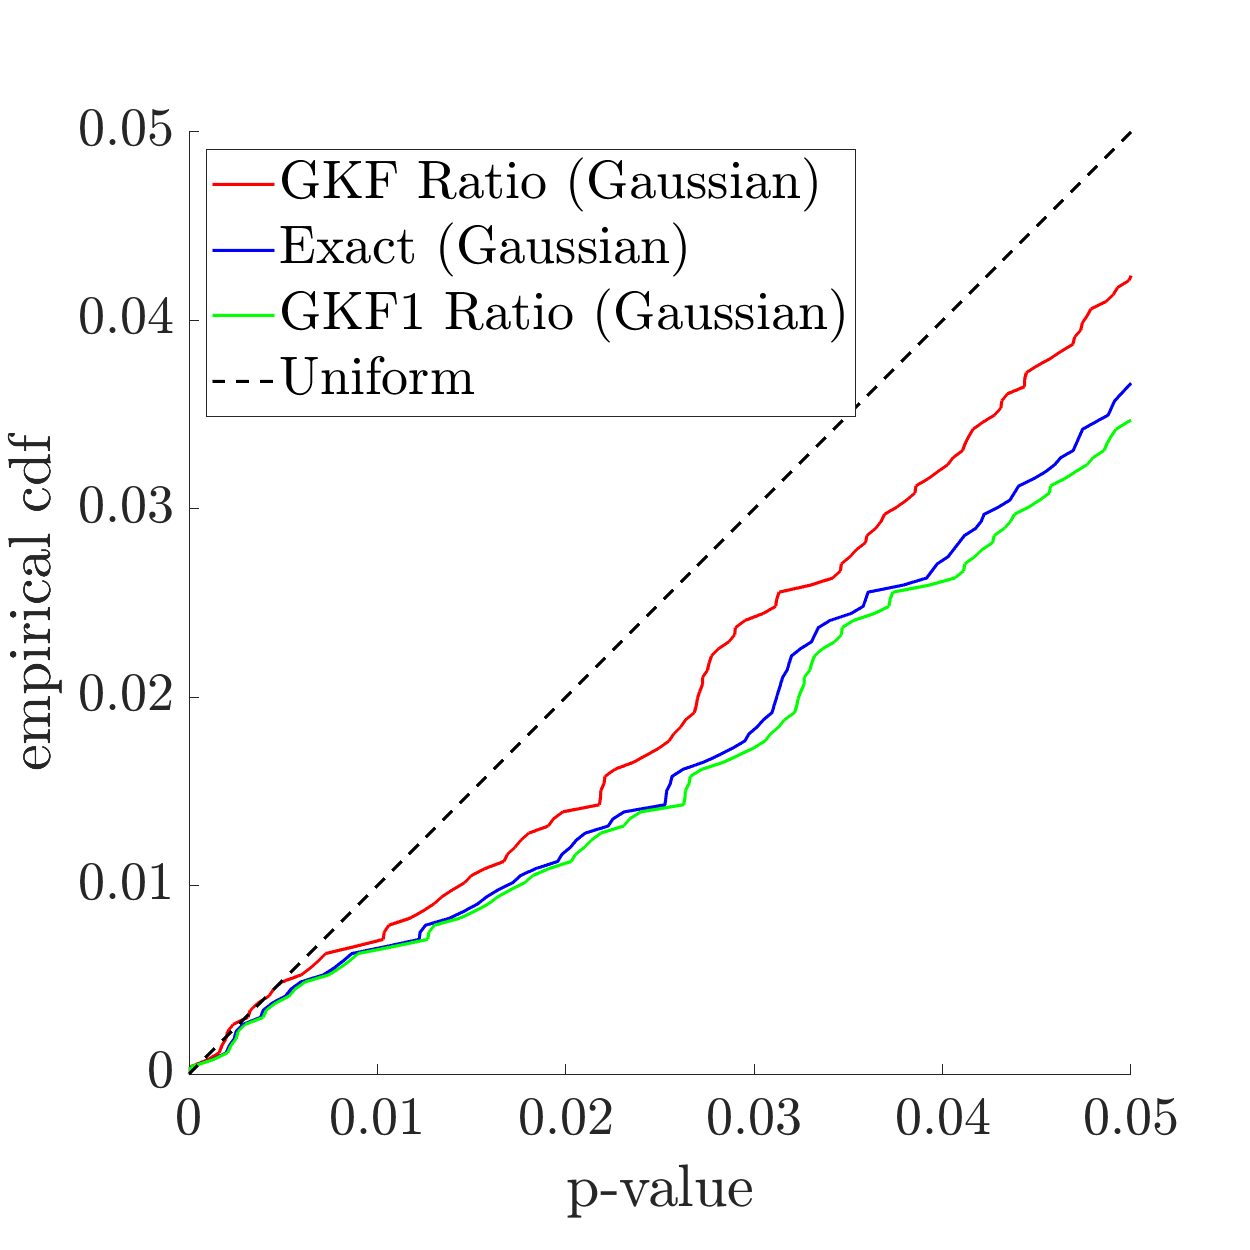 0.05
0.04
0.03
0.02
0.01
0
empirical cdf
GKF Ratio (Gaussian)
Exact (Gaussian)
GKF1 Ratio (Gaussian)
Uniform
0 0.01 0.02 0.03 0.04 0.05
p-value